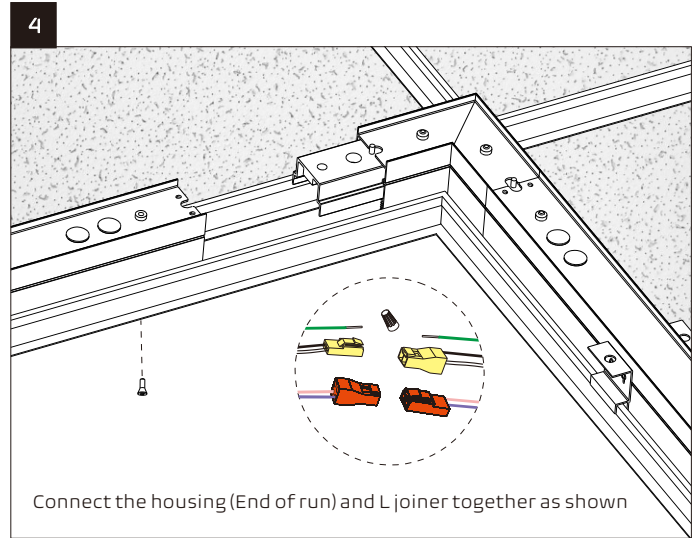 4
Connect the housing (End of run) and L joiner together as shown